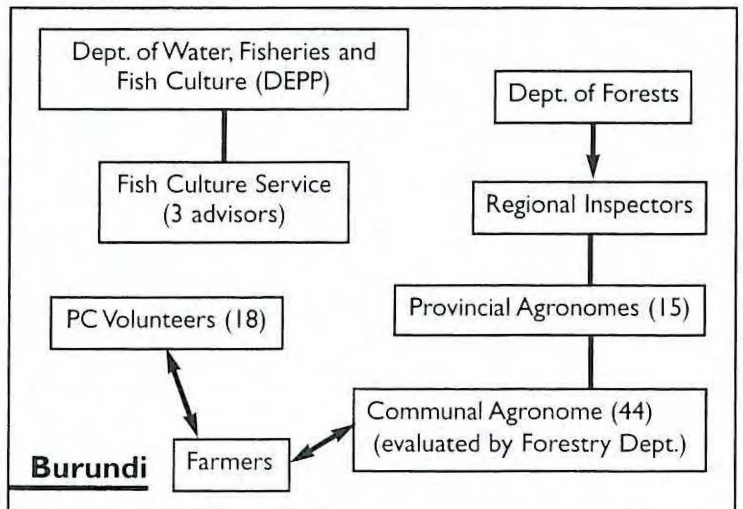 Dept. of Water, Fisheries and
Fish Culture (DEPP)
Dept. of Forests
Fish Culture Service
(3 advisors)
Regional Inspectors
PC Volunteers (18)
Provincial Agronomes (15)
Communal Agronome (44)
(evaluated by Forestry Dept.)
Farmers
Burundi